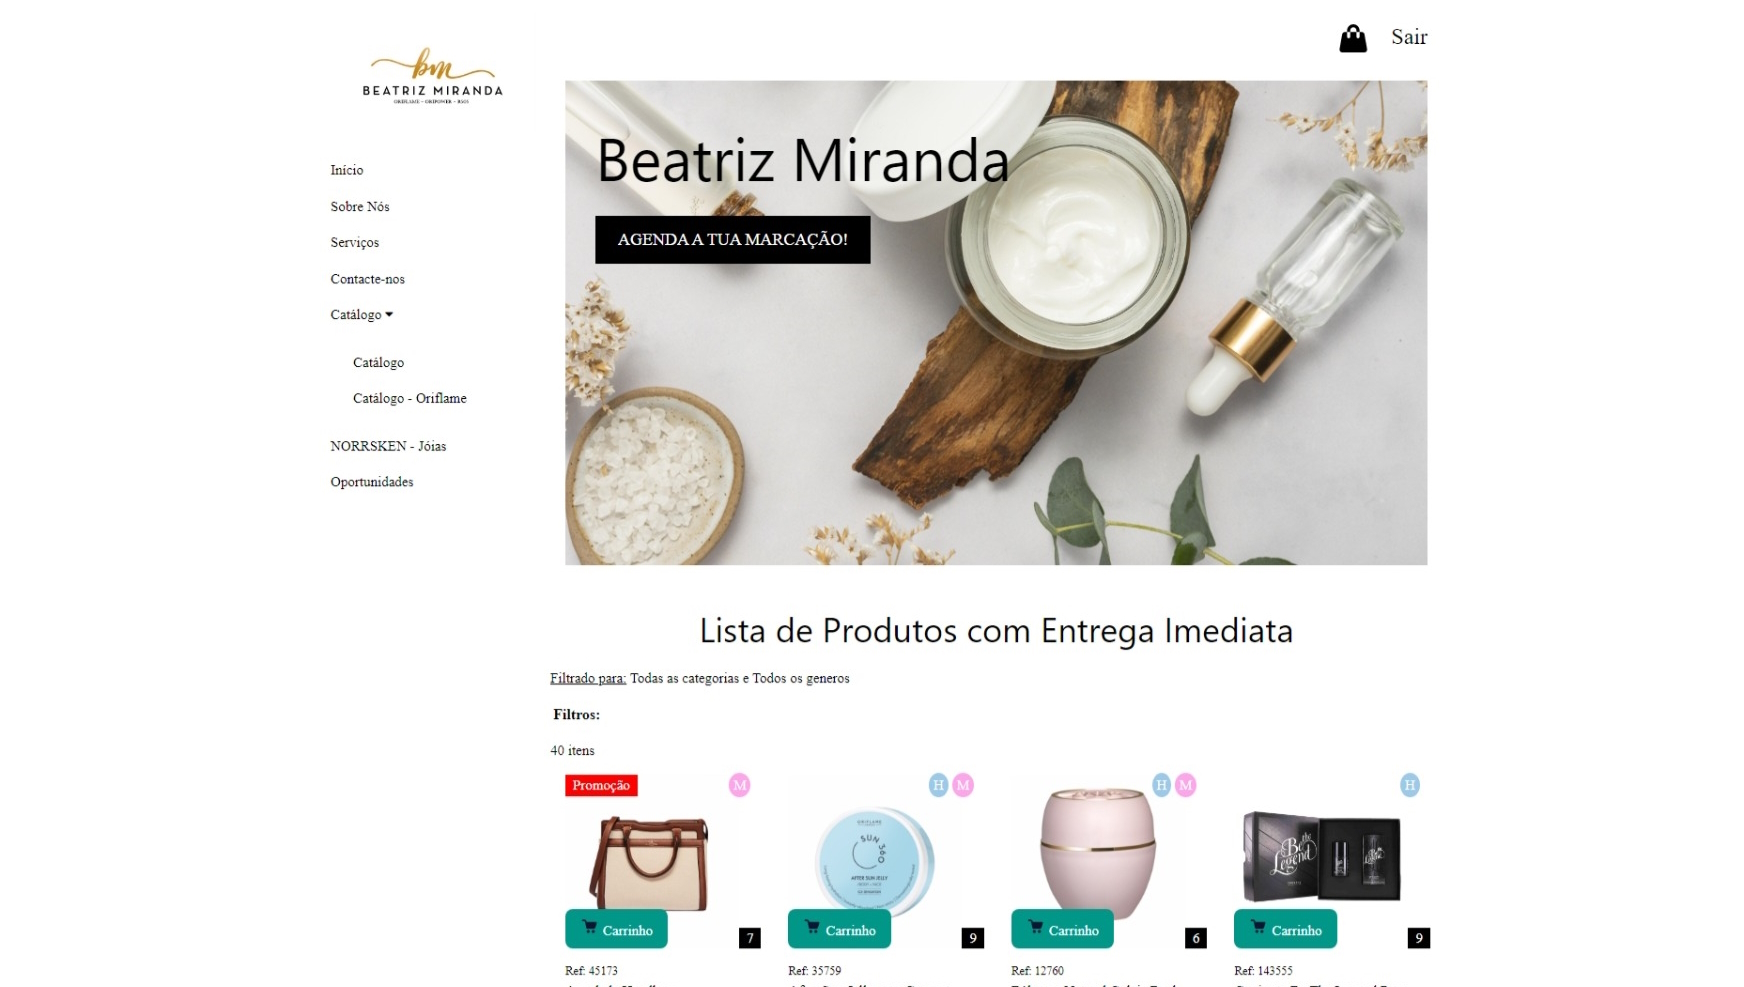 Sair
bm
BEATRIZ MIRANDA
Início
Sobre Nós
Serviços
Contacte-nos
Catálogo
Catálogo
Catálogo - Oriflame
NORRSKEN - Jóias
Oportunidades
Beatriz Miranda
AGENDA A TUA MARCAÇÃO!
Lista de Produtos com Entrega Imediata
Filtrado para: Todas as categorias e Todos os generos
Filtros:
40 itens
Promoção M H M H M H
ORIFLAME
SUN 360
AFTER SUN JELLY
the Be Legend
Carrinho 7 Carrinho 9 Carrinho 6 Carrinho 9
Ref: 45173 Ref: 35759 Ref: 12760 Ref: 143555